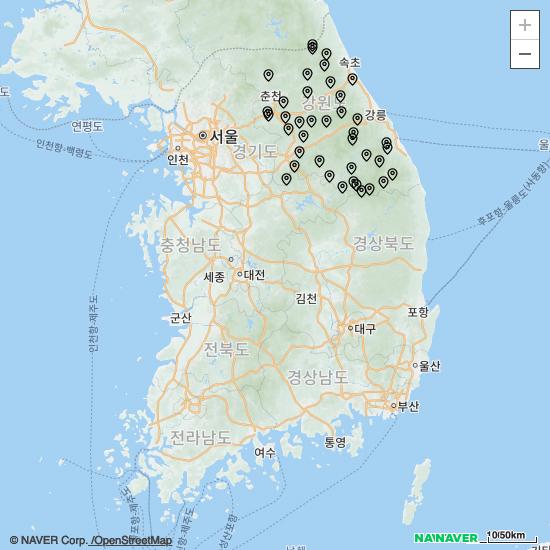 +
−
속초
춘천
강원도
강릉
연평도
서울
인천항-백령도
인천
경기도
울
후포항-울릉도(사동항)
충청남도
경상북도
세종
대전
김천
군산
포항
인천항-제주도
대구
전북도
울산
경상남도
부산
전라남도
통영
여수
© NAVER Corp. /OpenStreetMap
NAVER
10/50km